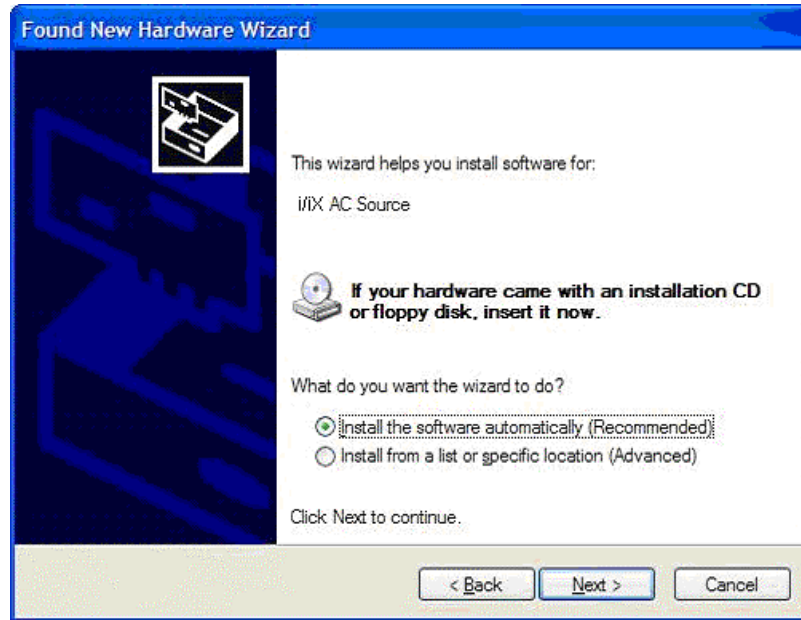 Found New Hardware Wizard
This wizard helps you install software for:
i/iX AC Source
If your hardware came with an installation CD
or floppy disk, insert it now.
What do you want the wizard to do?
Install the software automatically (Recommended)
Install from a list or specific location (Advanced)
Click Next to continue.
< Back Next > Cancel